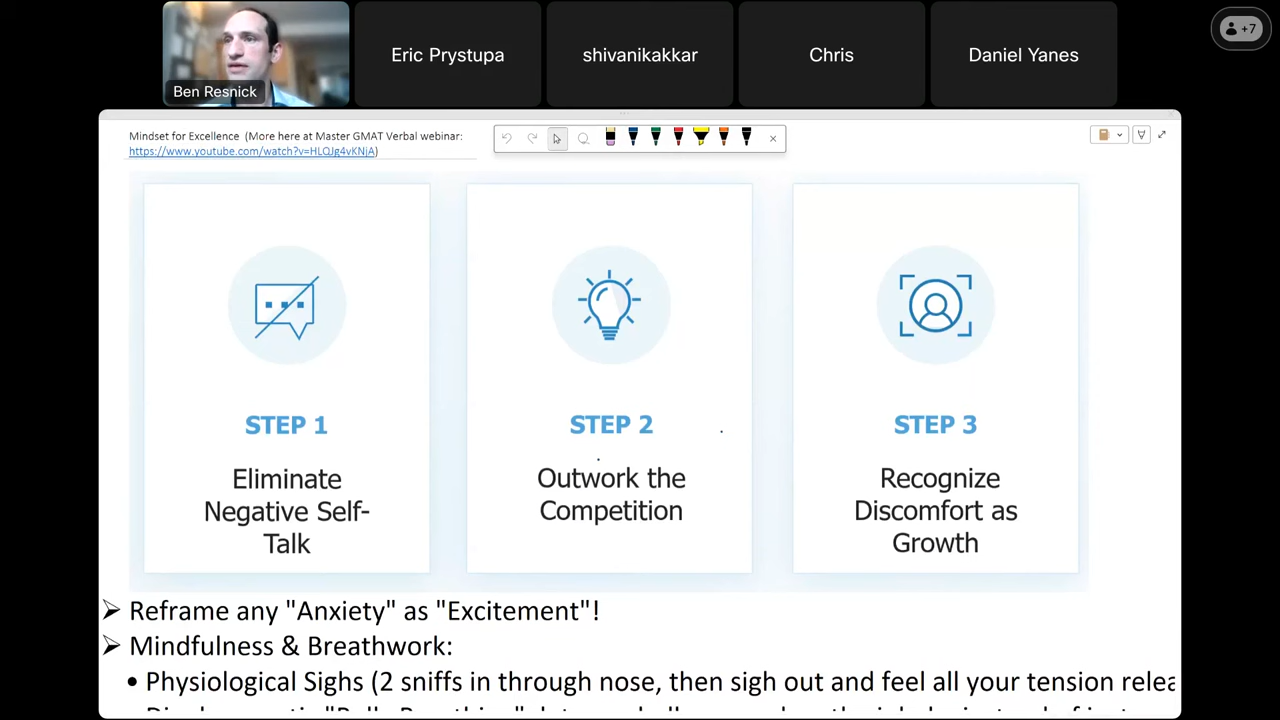 Eric Prystupa
shivanikakkar
Chris
Daniel Yanes
+7
Ben Resnick
Mindset for Excellence (More here at Master GMAT Verbal webinar:
https://www.youtube.com/watch?v=HLQJg4vKNjA)
STEP 1
Eliminate
Negative Self-
Talk
STEP 2
Outwork the
Competition
STEP 3
Recognize
Discomfort as
Growth
➢ Reframe any "Anxiety" as "Excitement"!
➢ Mindfulness & Breathwork:
• Physiological Sighs (2 sniffs in through nose, then sigh out and feel all your tension relea